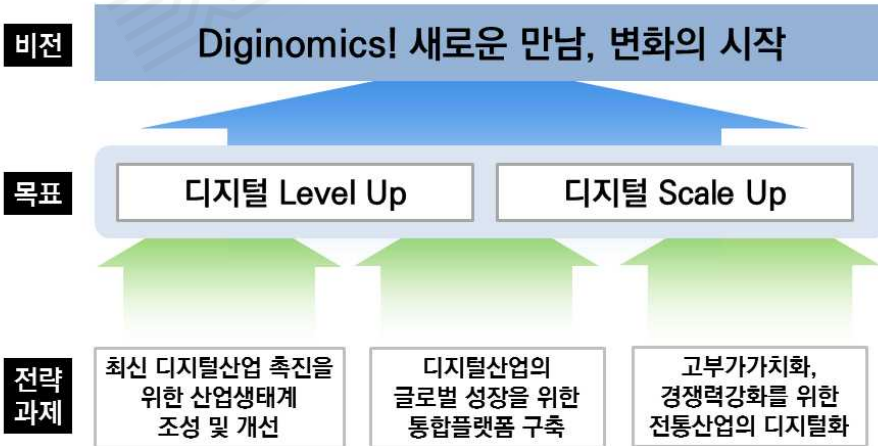 비전
Diginomics! 새로운 만남, 변화의 시작
목표
디지털 Level Up
디지털 Scale Up
전략
과제
최신 디지털산업 촉진을
위한 산업생태계
조성 및 개선
디지털산업의
글로벌 성장을 위한
통합플랫폼 구축
고부가가치화,
경쟁력강화를 위한
전통산업의 디지털화